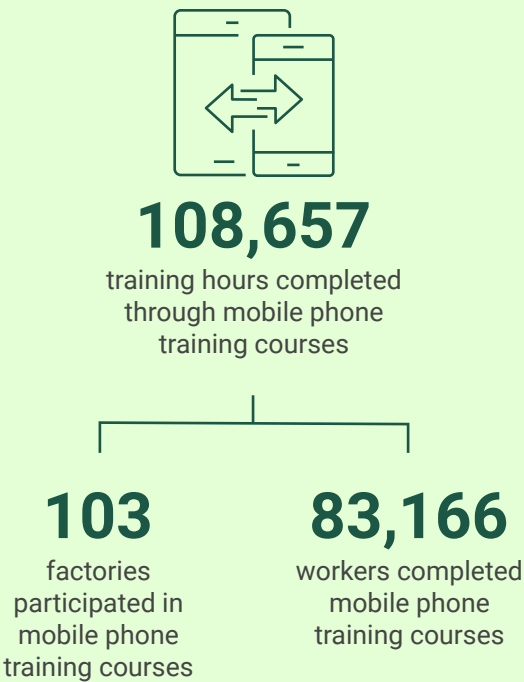 108,657
training hours completed
through mobile phone
training courses
103
factories
participated in
mobile phone
training courses
83,166
workers completed
mobile phone
training courses